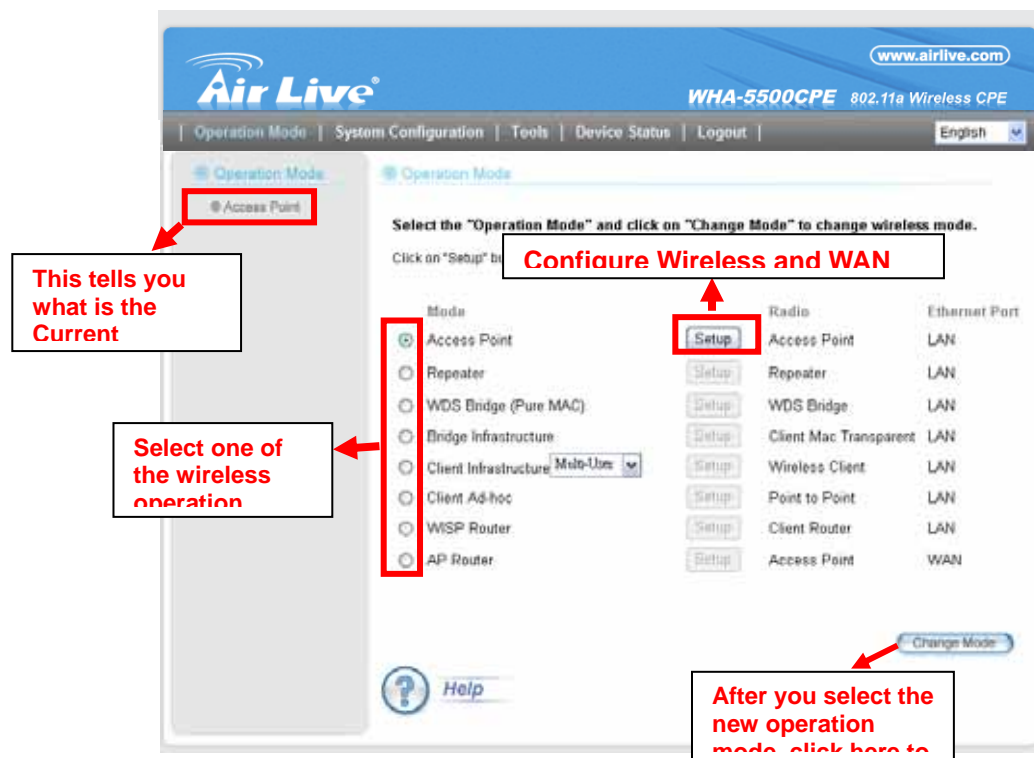 www.airlive.com
Air Live®
WHA-5500CPE 802.11a Wireless CPE
| Operation Mode | System Configuration | Tools | Device Status | Logout | English
Operation Mode
Access Point
Operation Mode
Select the "Operation Mode" and click on "Change Mode" to change wireless mode.
Click on "Setup"
Configure Wireless and WAN
This tells you
what is the
Current
Mode Radio Ethernet Port
Access Point Setup Access Point LAN
Repeater Setup Repeater LAN
WDS Bridge (Pure MAC) Setup WDS Bridge LAN
Bridge Infrastructure Setup Client Mac Transparent LAN
Client Infrastructure Multi-User Setup Wireless Client LAN
Client Ad-hoc Setup Point to Point LAN
WISP Router Setup Client Router LAN
AP Router Setup Access Point WAN
Select one of
the wireless
operation
Change Mode
Help
After you select the
new operation
mode, click here to